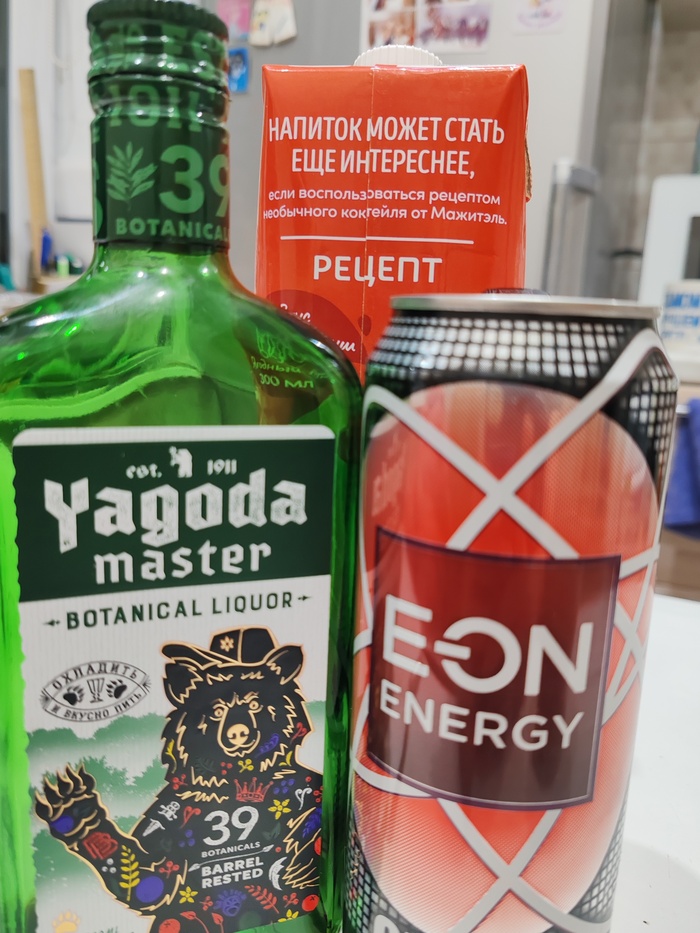 39
BOTANICAL
est. 1911
Yagoda
master
BOTANICAL LIQUOR
ОХЛАДИТЬ
И ВКУСНО ПИТЬ
39
BOTANICALS
BARREL
RESTED
НАПИТОК МОЖЕТ СТАТЬ
ЕЩЕ ИНТЕРЕСНЕЕ,
если воспользоваться рецептом
необычного коктейля от Мажитэль.
РЕЦЕПТ
E-ON
ENERGY